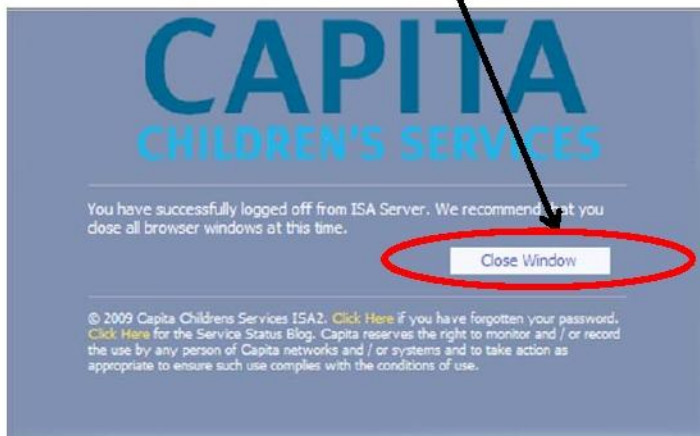 CAPITA
CHILDREN'S SERVICES
You have successfully logged off from ISA Server. We recommend that you
close all browser windows at this time.
Close Window
© 2009 Capita Childrens Services ISA2. Click Here if you have forgotten your password.
Click Here for the Service Status Blog. Capita reserves the right to monitor and / or record
the use by any person of Capita networks and / or systems and to take action as
appropriate to ensure such use complies with the conditions of use.